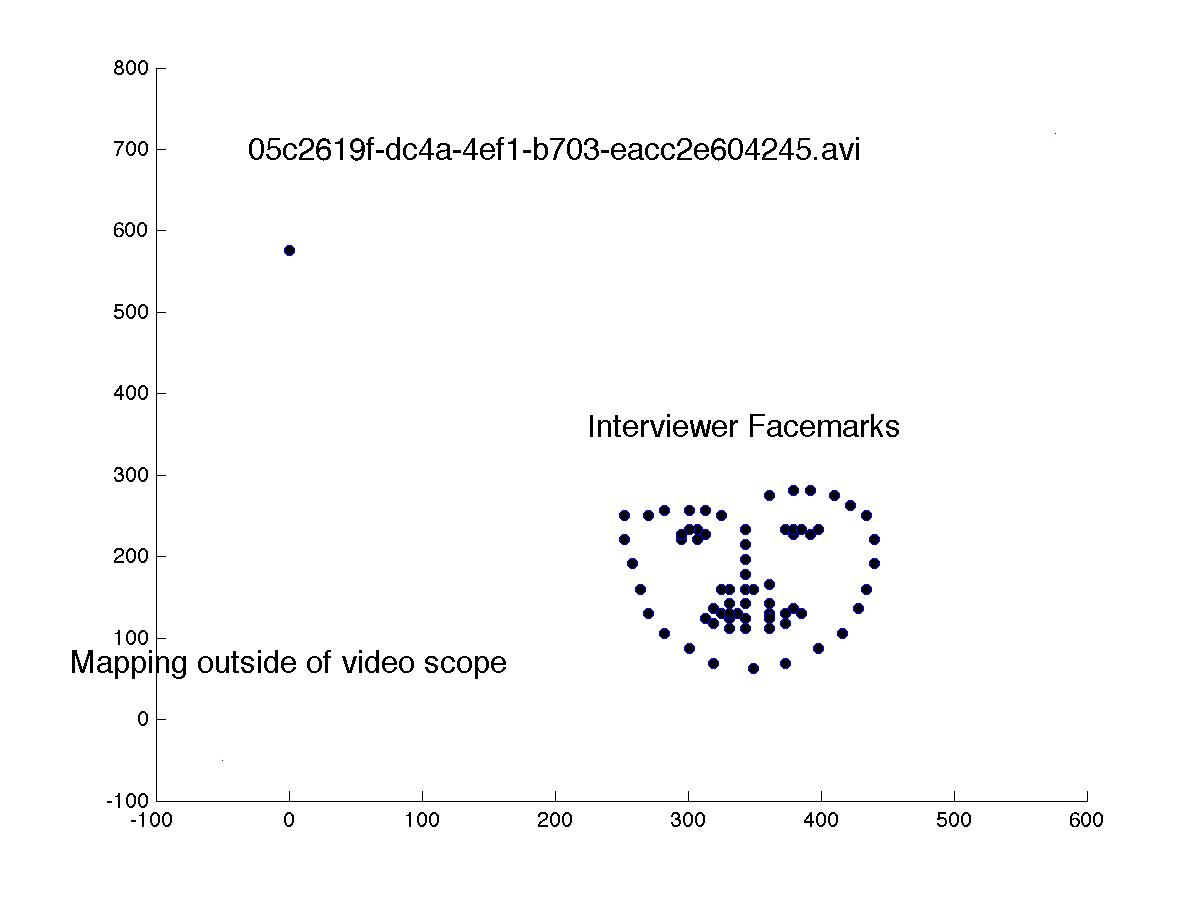 800
700
05c2619f-dc4a-4ef1-b703-eacc2e604245.avi
600
500
400
Interviewer Facemarks
300
200
100
Mapping outside of video scope
0
-100
-100 0 100 200 300 400 500 600